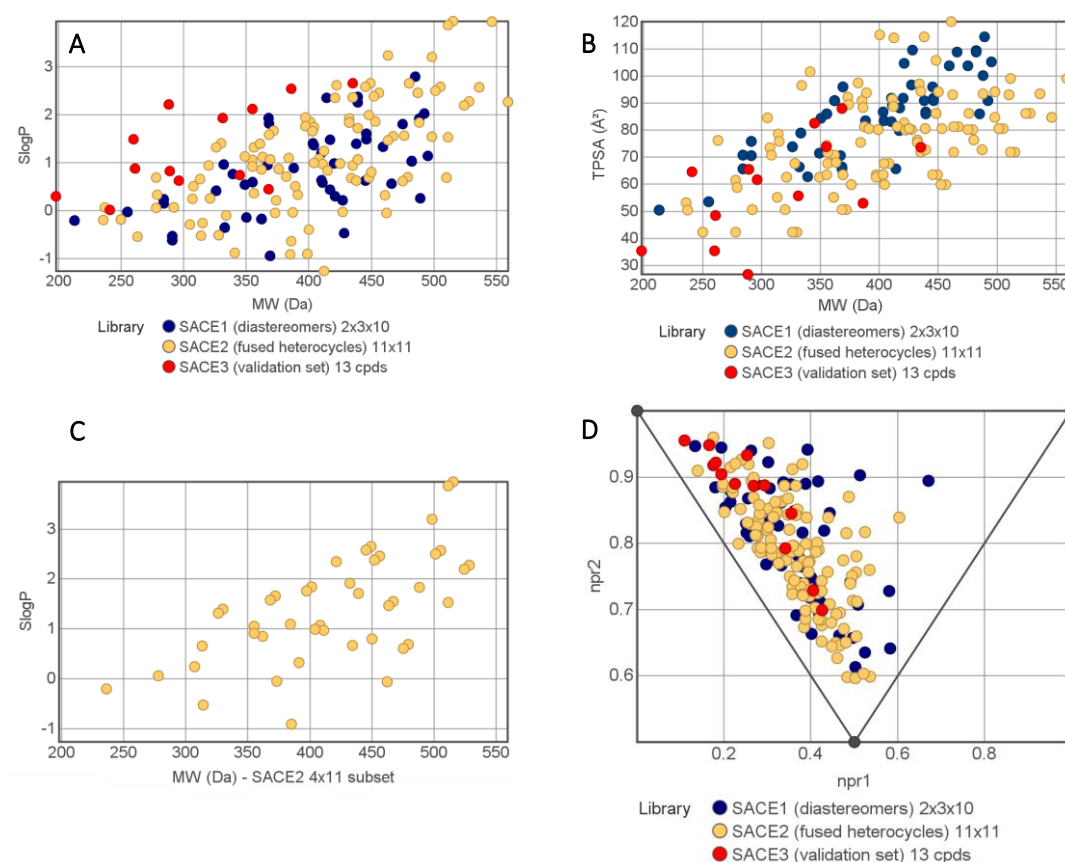 A
SlogP
3
2
1
0
-1
200 250 300 350 400 450 500
MW (Da)
Library SACE1 (diastereomers) 2x3x10
SACE2 (fused heterocycles) 11x11
SACE3 (validation set) 13 cpds
B
TPSA (Å²)
120
110
100
90
80
70
60
50
40
30
200 250 300 350 400 450 500 550
MW (Da)
Library SACE1 (diastereomers) 2x3x10
SACE2 (fused heterocycles) 11x11
SACE3 (validation set) 13 cpds
C
SlogP
3
2
1
0
-1
200 250 300 350 400 450 500 550
MW (Da) - SACE2 4x11 subset
D
npr2
0.9
0.8
0.7
0.6
0.2 0.4 0.6 0.8
npr1
Library SACE1 (diastereomers) 2x3x10
SACE2 (fused heterocycles) 11x11
SACE3 (validation set) 13 cpds